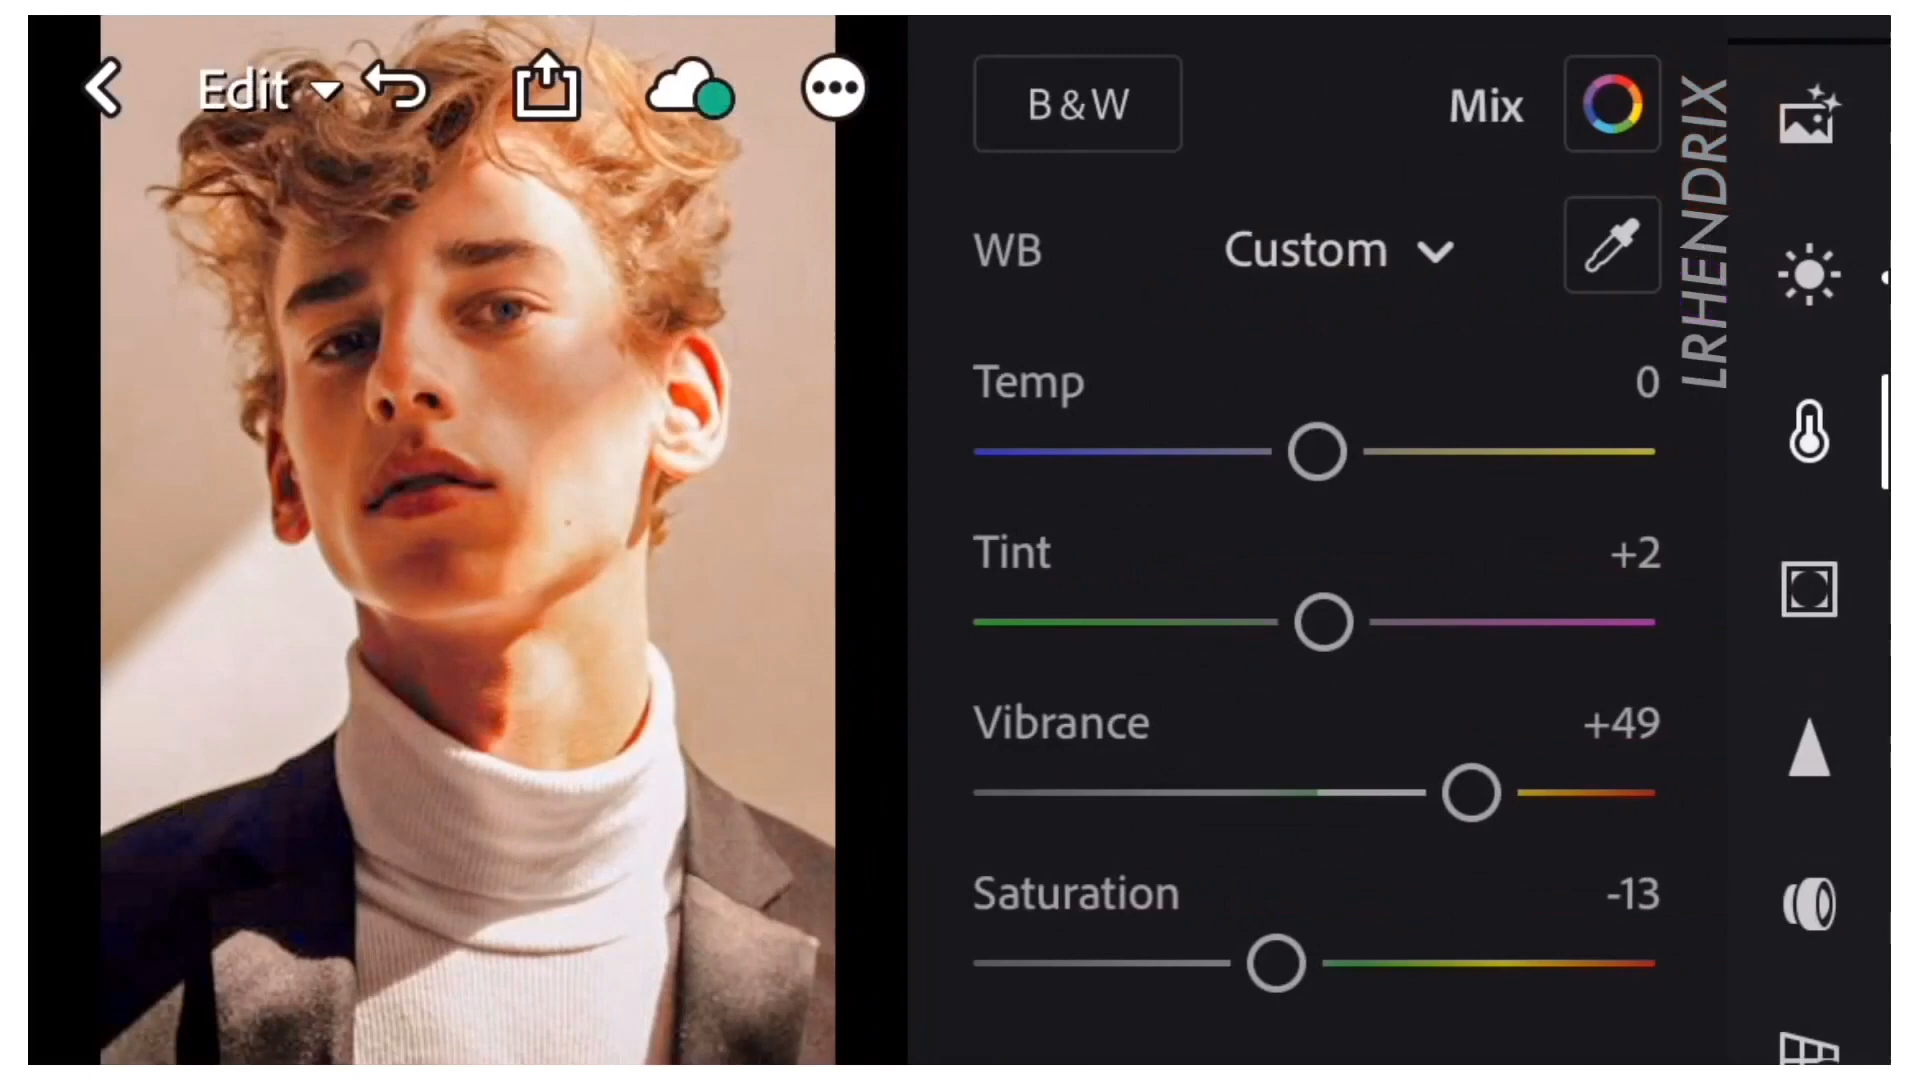 Edit
B&W
Mix
WB
Custom
Temp
0
Tint
+2
Vibrance
+49
Saturation
-13
LRHENDRIX